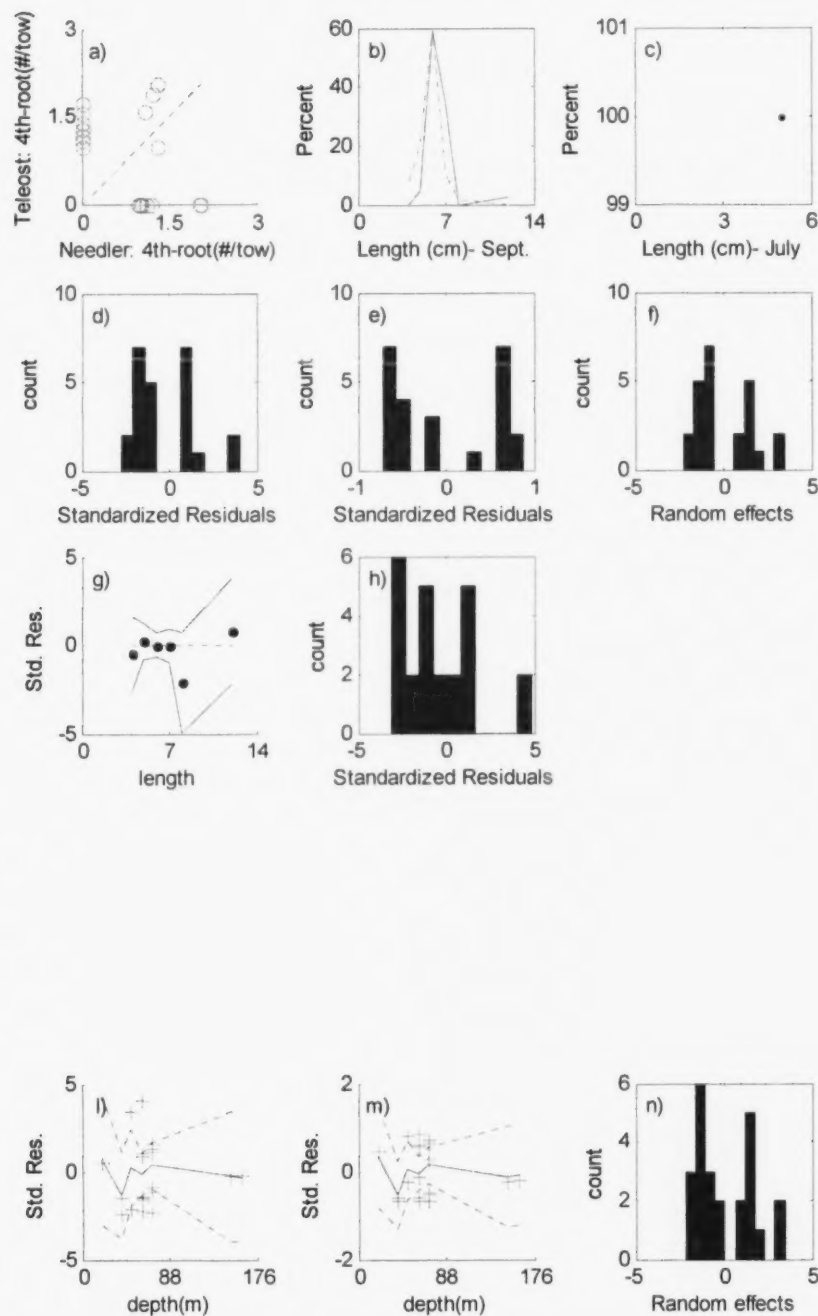 a)
3
1.5
0
Teleost: 4th-root(#/tow)
0 1.5 3
Needler: 4th-root(#/tow)
b)
60
40
20
0
Percent
0 7 14
Length (cm)- Sept.
c)
101
100
99
Percent
0 3 6
Length (cm)- July
d)
10
5
0
count
-5 0 5
Standardized Residuals
e)
10
5
0
count
-1 0 1
Standardized Residuals
f)
10
5
0
count
-5 0 5
Random effects
g)
5
0
-5
Std. Res.
0 7 14
length
h)
6
4
2
0
count
-5 0 5
Standardized Residuals
l)
5
0
-5
Std. Res.
0 88 176
depth(m)
m)
2
0
-2
Std. Res.
0 88 176
depth(m)
n)
6
4
2
0
count
-5 0 5
Random effects